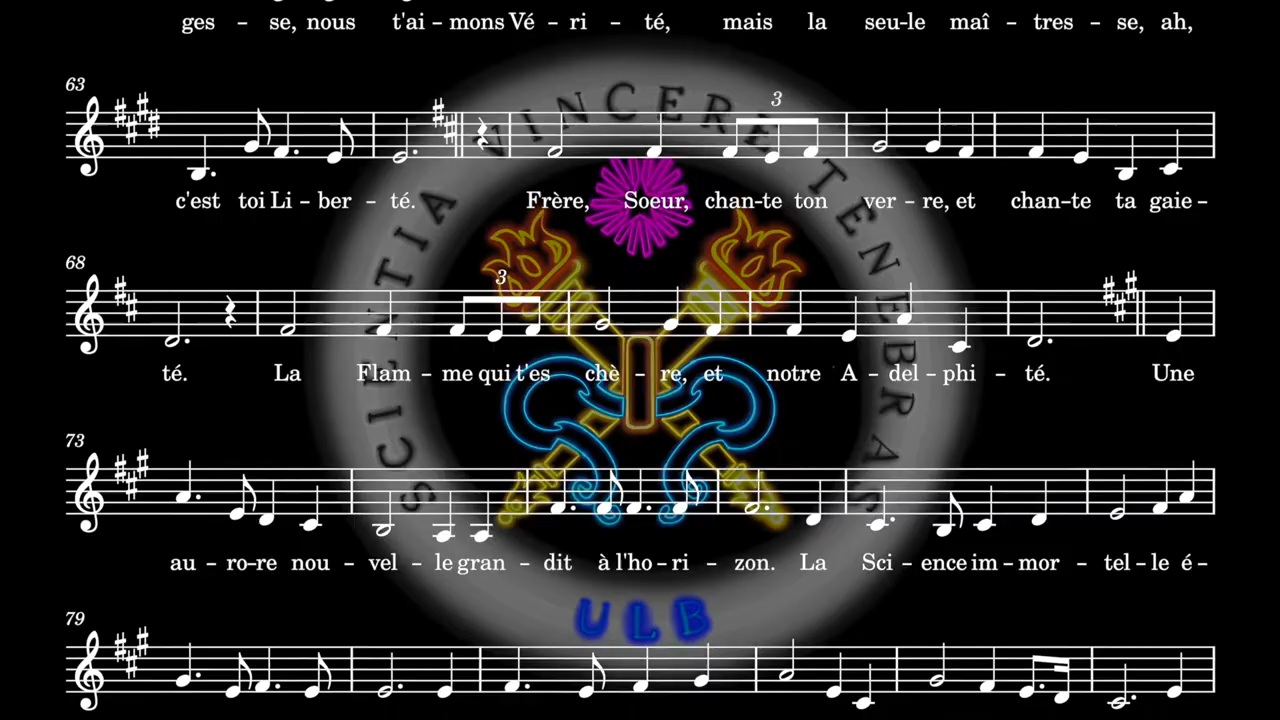 ges – se, nous t'ai – mons Vé – ri – té, mais la seu-le maî – tres – se, ah,
63
3
c'est toi Li – ber – té. Frère, Soeur, chan-te ton ver – re, et chan-te ta gaie –
68
3
té. La Flam – me qui t'es chè – re, et notre A – del – phi – té. Une
73
au – ro-re nou – vel – le gran – dit à l'ho – ri – zon. La Sci – ence im – mor – tel – le é –
79
SCIENTIA VINCERE TENEBRAS
ULB